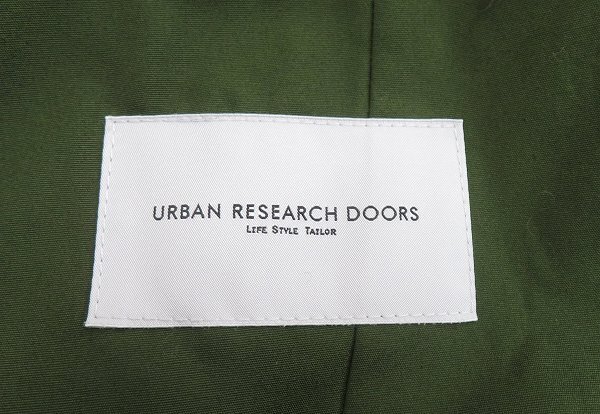 URBAN RESEARCH DOORS
LIFE STYLE TAILOR